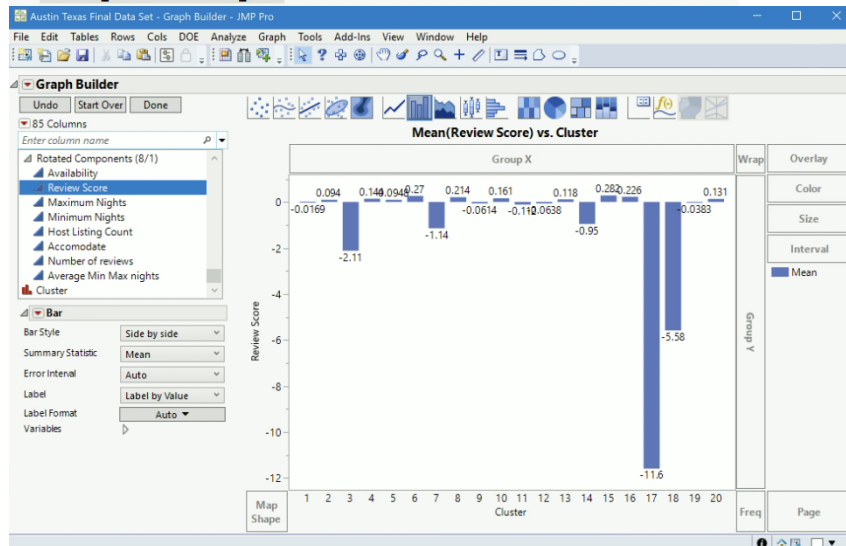 Austin Texas Final Data Set - Graph Builder - JMP Pro
File Edit Tables Rows Cols DOE Analyze Graph Tools Add-Ins View Window Help
Graph Builder
Undo Start Over Done
85 Columns
Enter column name
Rotated Components (8/1)
Availability
Review Score
Maximum Nights
Minimum Nights
Host Listing Count
Accomodate
Number of reviews
Average Min Max nights
Cluster
Bar
Bar Style Side by side
Summary Statistic Mean
Error Interval Auto
Label Label by Value
Label Format Auto
Variables
Mean(Review Score) vs. Cluster
Group X
Wrap
Overlay
Color
Size
Interval
Mean
Group Y
Review Score
0
-2
-4
-6
-8
-10
-12
-0.0169 0.094 -2.11 0.0948 0.27 -1.14 0.214 -0.0614 0.161 0.0638 0.118 -0.95 0.282 0.226 -11.6 -5.58 -0.0383 0.131
1 2 3 4 5 6 7 8 9 10 11 12 13 14 15 16 17 18 19 20
Cluster
Map Shape
Freq
Page